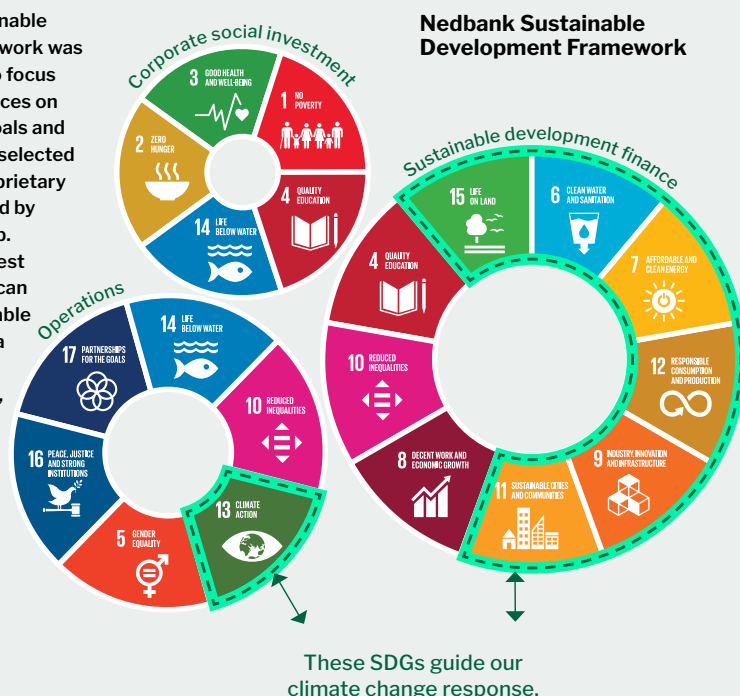 nable
work was
o focus
ces on
oals and
selected
prietary
d by
p.
est
can
able
a
,
Nedbank Sustainable
Development Framework
Corporate social investment
3 GOOD HEALTH
AND WELL-BEING
1 NO
POVERTY
2 ZERO
HUNGER
4 QUALITY
EDUCATION
14 LIFE
BELOW WATER
Sustainable development finance
15 LIFE
ON LAND
6 CLEAN WATER
AND SANITATION
4 QUALITY
EDUCATION
7 AFFORDABLE AND
CLEAN ENERGY
10 REDUCED
INEQUALITIES
12 RESPONSIBLE
CONSUMPTION
AND PRODUCTION
8 DECENT WORK AND
ECONOMIC GROWTH
9 INDUSTRY, INNOVATION
AND INFRASTRUCTURE
11 SUSTAINABLE CITIES
AND COMMUNITIES
Operations
14 LIFE
BELOW WATER
17 PARTNERSHIPS
FOR THE GOALS
10 REDUCED
INEQUALITIES
16 PEACE, JUSTICE
AND STRONG
INSTITUTIONS
13 CLIMATE
ACTION
5 GENDER
EQUALITY
These SDGs guide our
climate change response.